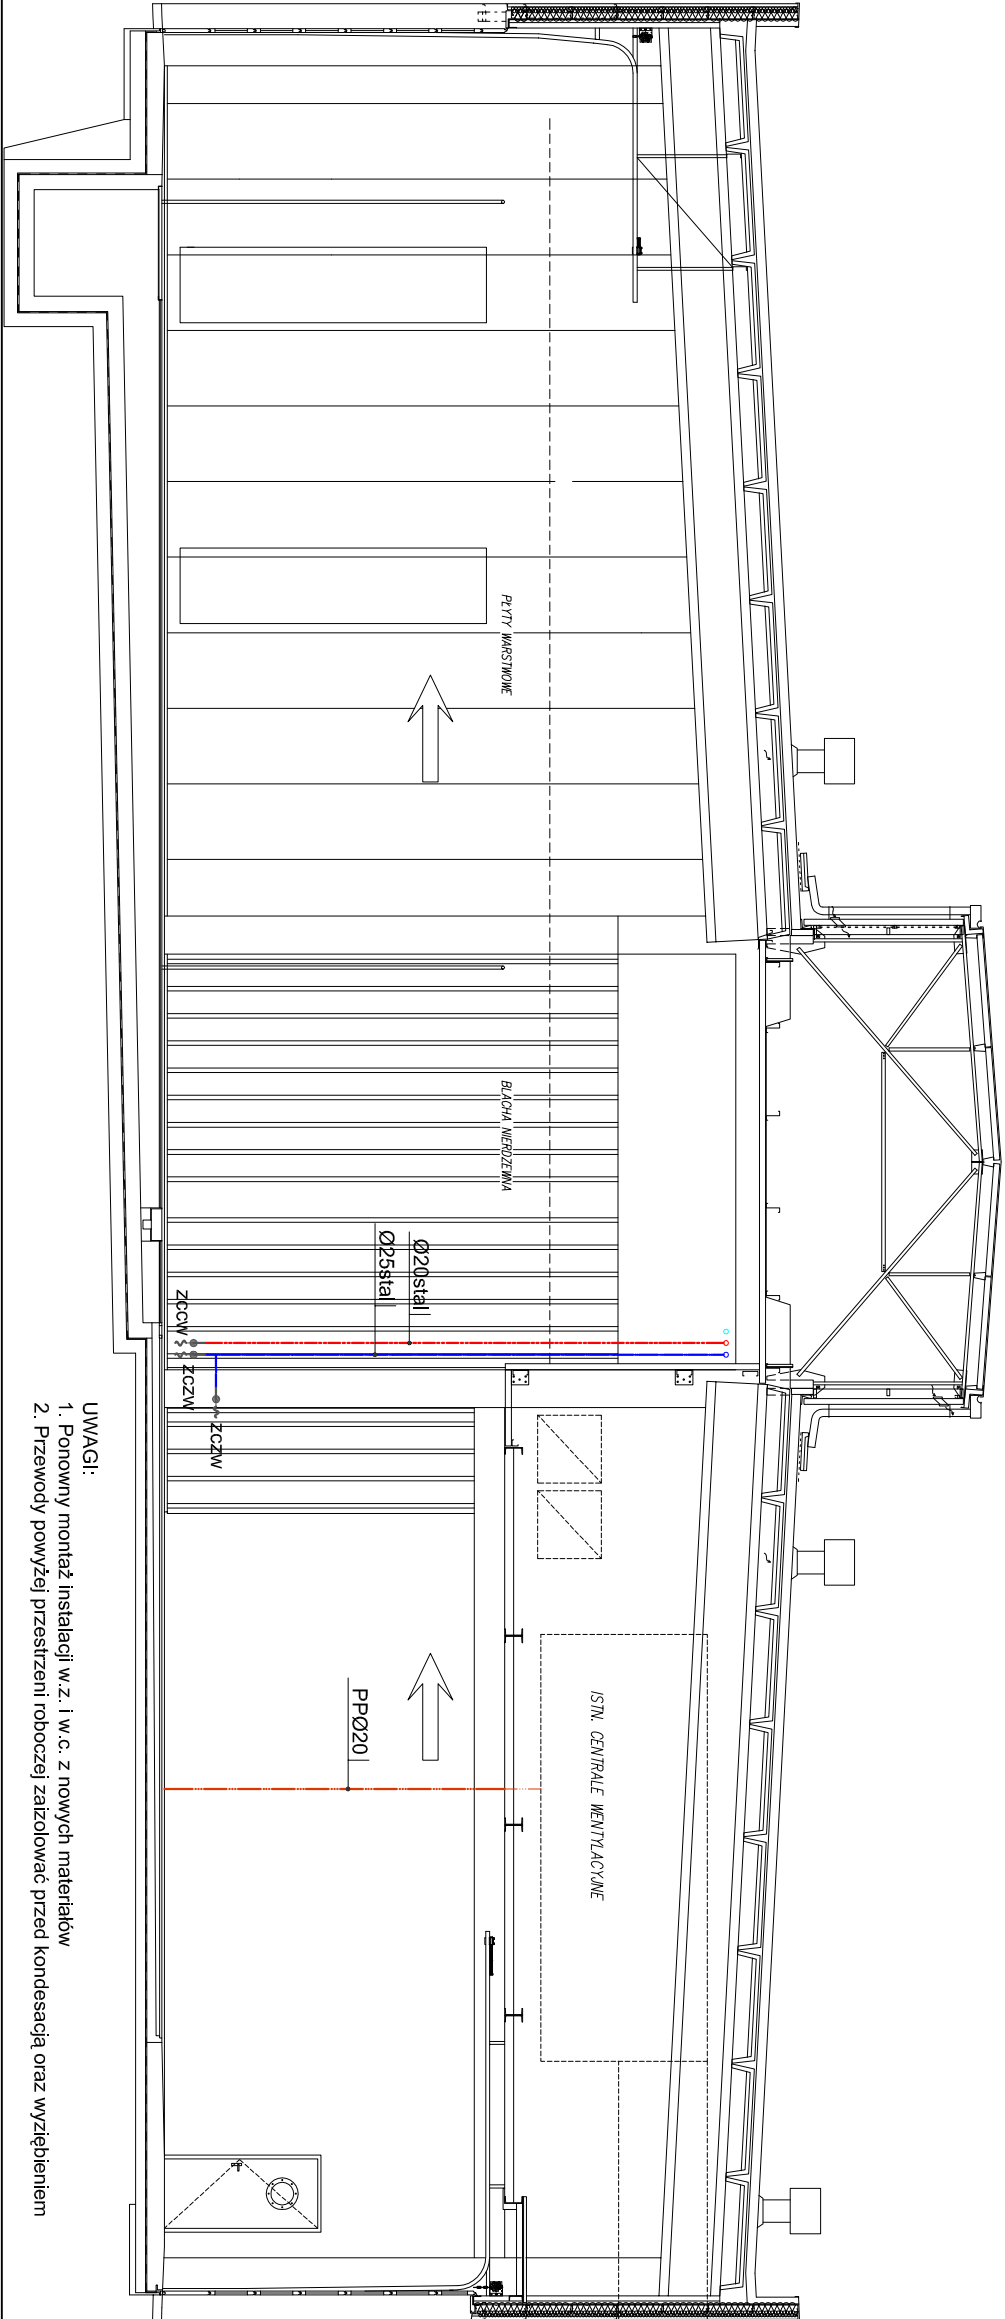 PŁYTY WARSTWOWE
BLACHA NIERDZEWNA
Ø20stal
Ø25stal
zccw
zczw
zczw
ISTN. CENTRALE WENTYLACYJNE
PPØ20
UWAGI:
1. Ponowny montaż instalacji w.z. i w.c. z nowych materiałów
2. Przewody powyżej przestrzeni roboczej zaizolować przed kondesacją oraz wyziębieniem